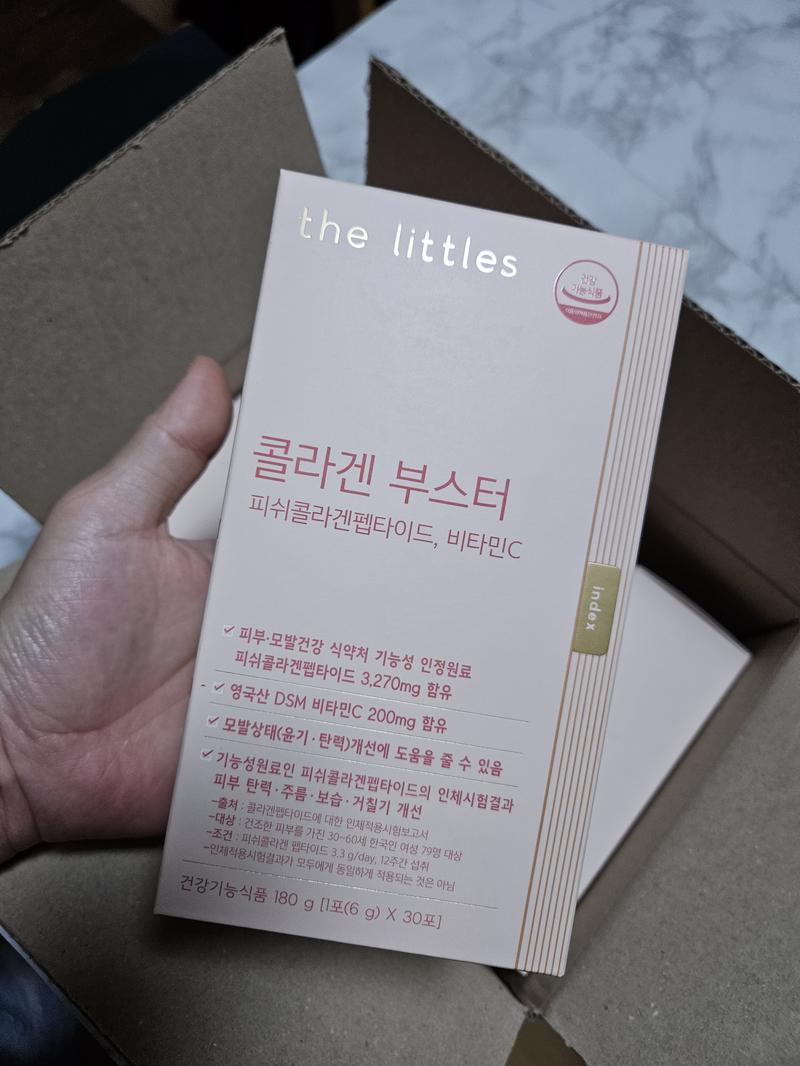 the littles
건강
기능식품
콜라겐 부스터
피쉬콜라겐펩타이드, 비타민C
index
피부·모발건강 식약처 기능성 인정원료
피쉬콜라겐펩타이드 3,270mg 함유
영국산 DSM 비타민C 200mg 함유
모발상태(윤기·탄력)개선에 도움을 줄 수 있음
기능성원료인 피쉬콜라겐펩타이드의 인체시험결과
피부 탄력·주름·보습·거칠기 개선
-출처 : 콜라겐펩타이드에 대한 인체적용시험보고서
-대상 : 건조한 피부를 가진 30~60세 한국인 여성 79명 대상
-조건 : 피쉬콜라겐 펩타이드 3.3 g/day, 12주간 섭취
-인체적용시험결과가 모두에게 동일하게 적용되는 것은 아님
건강기능식품 180 g [1포(6 g) X 30포]